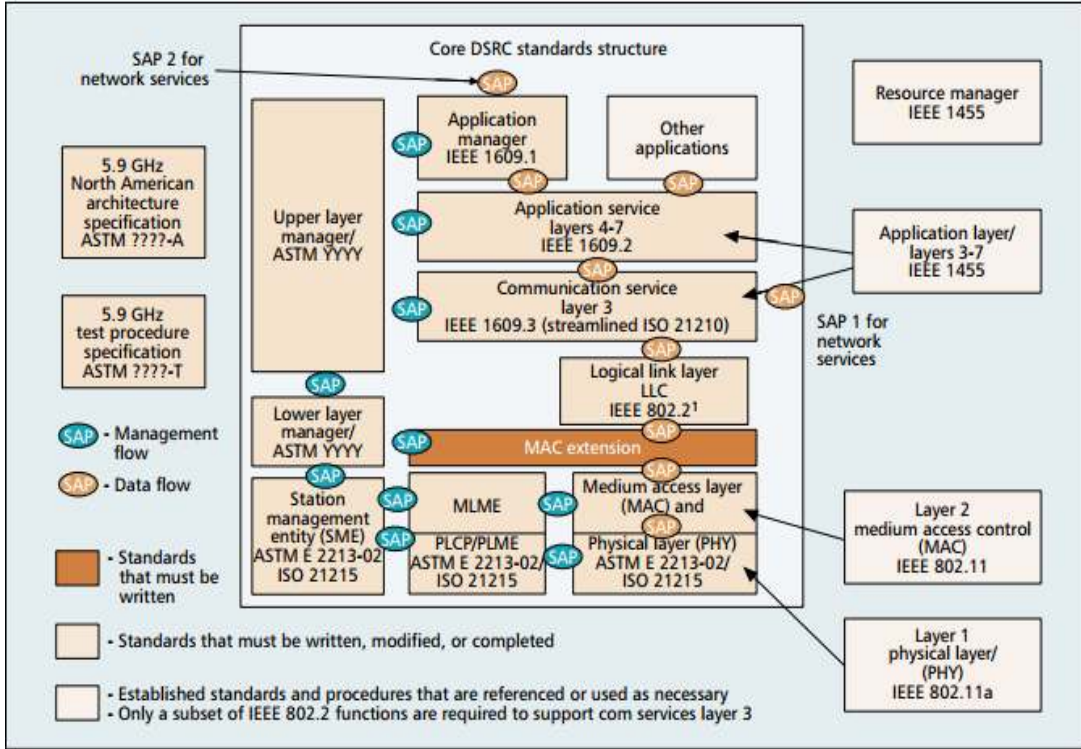 Core DSRC standards structure
SAP 2 for
network services
SAP
Resource manager
IEEE 1455
Application
manager
IEEE 1609.1
SAP
SAP
Other
applications
SAP
5.9 GHz
North American
architecture
specification
ASTM ????-A
Upper layer
manager/
ASTM YYYY
SAP
Application service
layers 4-7
IEEE 1609.2
SAP
Application layer/
layers 3-7
IEEE 1455
SAP
Communication service
layer 3
IEEE 1609.3 (streamlined ISO 21210)
SAP
SAP
SAP 1 for
network
services
5.9 GHz
test procedure
specification
ASTM ????-T
Logical link layer
LLC
IEEE 802.2¹
SAP
SAP
Lower layer
manager/
ASTM YYYY
SAP
MAC extension
SAP
SAP
SAP - Management
flow
SAP - Data flow
Station
management
entity (SME)
ASTM E 2213-02
ISO 21215
SAP
MLME
SAP
Medium access layer
(MAC) and
SAP
SAP
PLCP/PLME
ASTM E 2213-02/
ISO 21215
SAP
Physical layer (PHY)
ASTM E 2213-02/
ISO 21215
Layer 2
medium access control
(MAC)
IEEE 802.11
Layer 1
physical layer/
(PHY)
IEEE 802.11a
- Standards
that must be
written
- Standards that must be written, modified, or completed
- Established standards and procedures that are referenced or used as necessary
- Only a subset of IEEE 802.2 functions are required to support com services layer 3